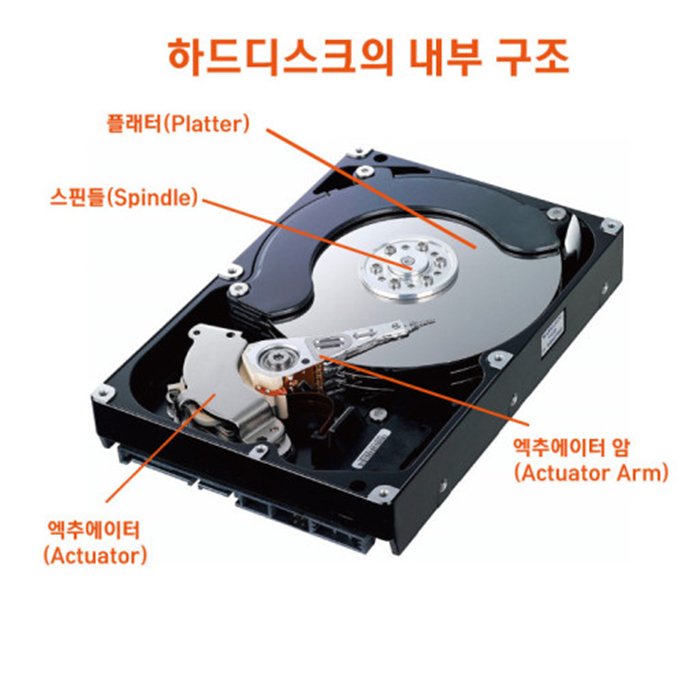 하드디스크의 내부 구조
플래터(Platter)
스핀들(Spindle)
엑추에이터 암
(Actuator Arm)
엑추에이터
(Actuator)